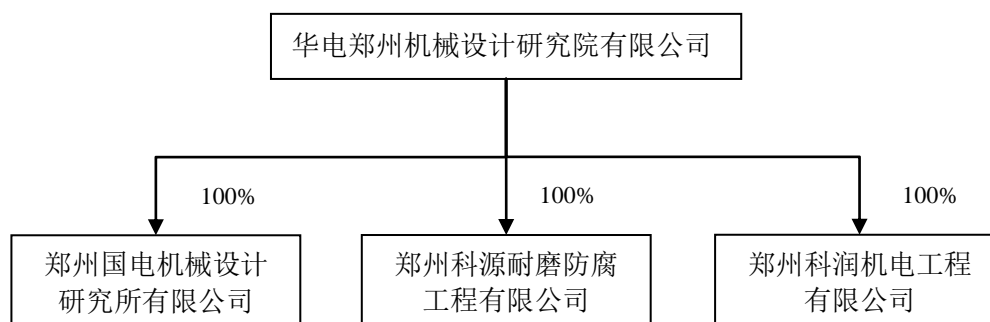 华电郑州机械设计研究院有限公司
100%
100%
100%
郑州国电机械设计
研究所有限公司
郑州科源耐磨防腐
工程有限公司
郑州科润机电工程
有限公司